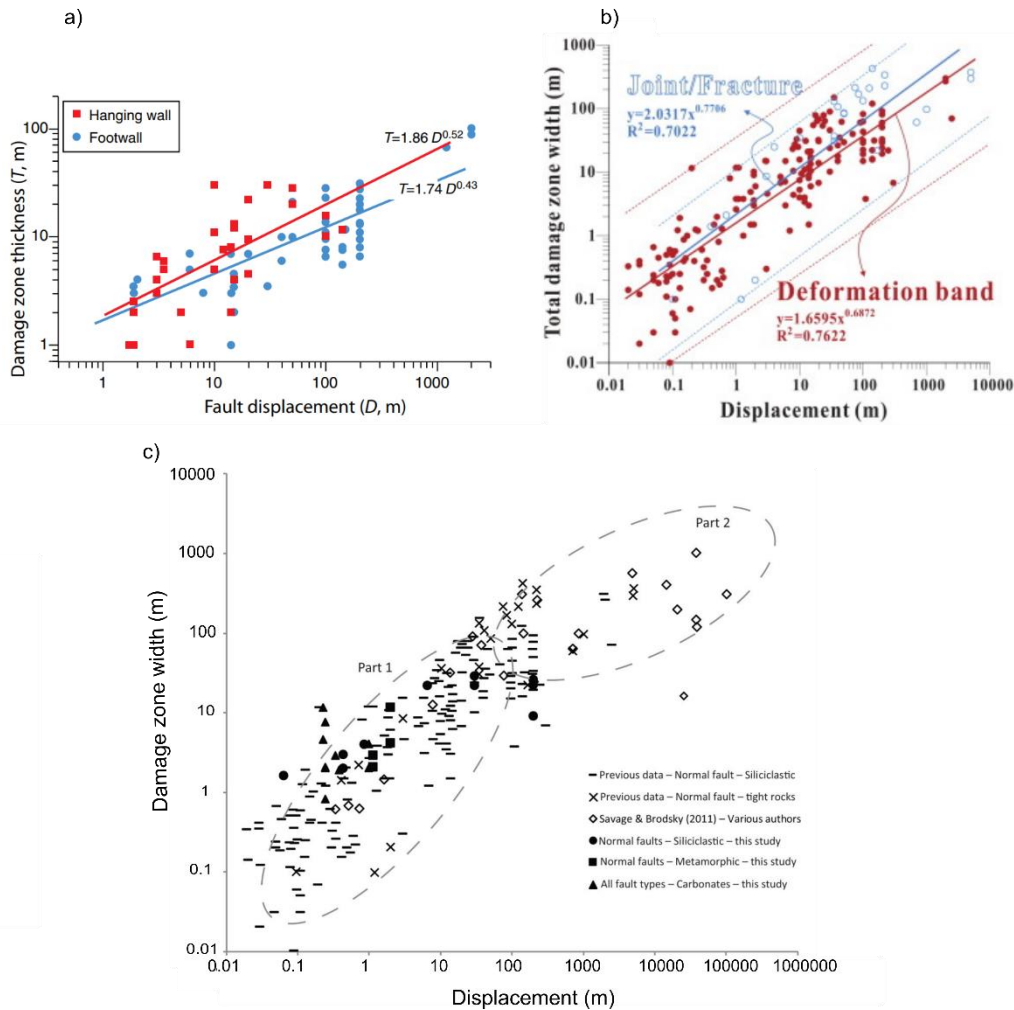 a)
Damage zone thickness (T, m)
100
10
1
Hanging wall
Footwall
T=1.86 D^0.52
T=1.74 D^0.43
1
10
100
1000
Fault displacement (D, m)
b)
Total damage zone width (m)
1000
100
10
1
0.1
0.01
Joint/Fracture
y=2.0317x^0.7706
R²=0.7022
Deformation band
y=1.6595x^0.6872
R²=0.7622
0.01
0.1
1
10
100
1000
10000
Displacement (m)
c)
Damage zone width (m)
10000
1000
100
10
1
0.1
0.01
Part 1
Part 2
Previous data – Normal fault – Siliciclastic
Previous data – Normal fault – tight rocks
Savage & Brodsky (2011) – Various authors
Normal faults – Siliciclastic – this study
Normal faults – Metamorphic – this study
All fault types – Carbonates – this study
0.01
0.1
1
10
100
1000
10000
100000
1000000
Displacement (m)